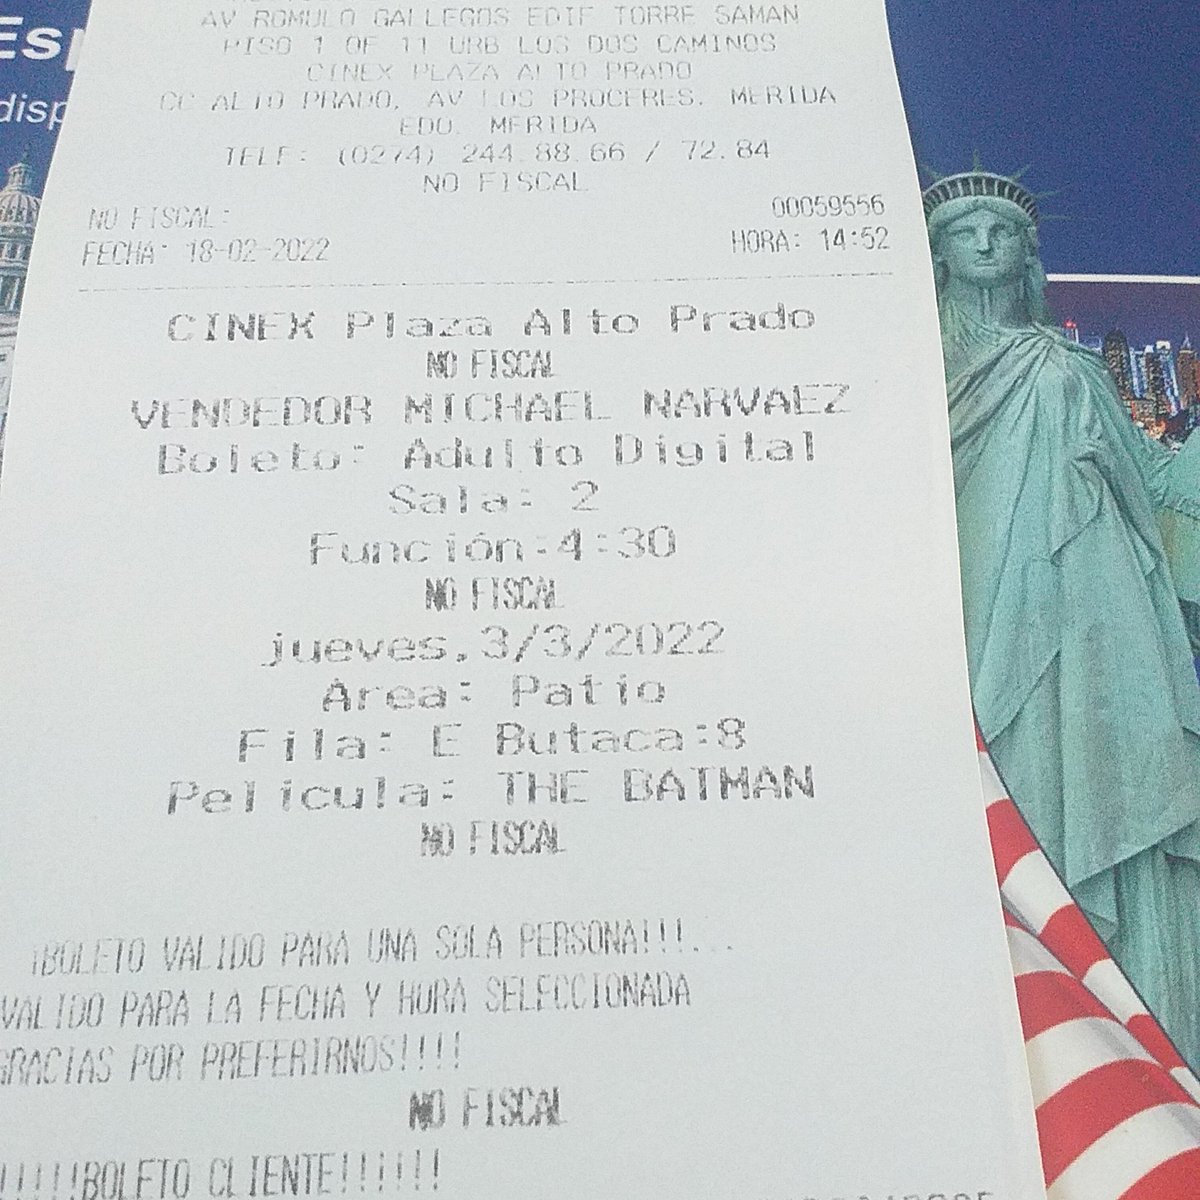 Esp
disp
AV ROMULO GALLEGOS EDIF TORRE SAMAN
PISO 1 OF 11 URB LOS DOS CAMINOS
CINEX PLAZA ALTO PRADO
CC ALTO PRADO, AV LOS PROCERES. MERIDA
EDO. MERIDA
TELF: (0274) 244.88.66 / 72.84
NO FISCAL
NO FISCAL: 00059556
FECHA: 18-02-2022 HORA: 14:52
CINEX Plaza Alto Prado
NO FISCAL
VENDEDOR MICHAEL NARVAEZ
Boleto: Adulto Digital
Sala: 2
Función:4:30
NO FISCAL
jueves,3/3/2022
Area: Patio
Fila: E Butaca:8
Pelicula: THE BATMAN
NO FISCAL
¡BOLETO VALIDO PARA UNA SOLA PERSONA!!!...
VALIDO PARA LA FECHA Y HORA SELECCIONADA
GRACIAS POR PREFERIRNOS!!!!
NO FISCAL
!!!!!BOLETO CLIENTE!!!!!!